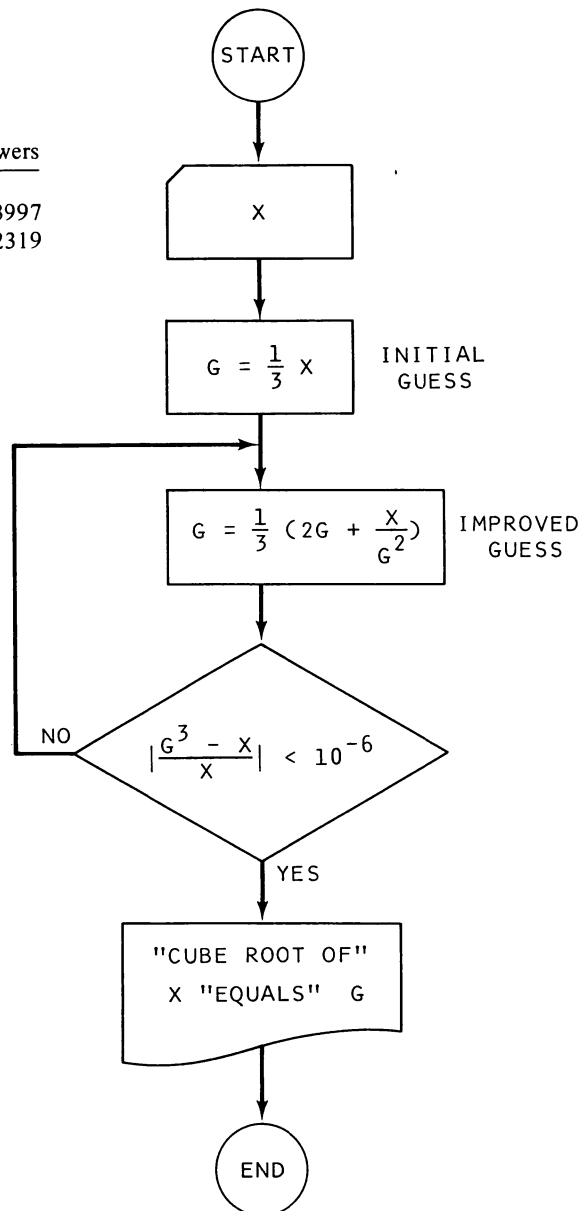 START
wers
3997
2319
X
G = 1/3 X
INITIAL
GUESS
G = 1/3 (2G + X/G²)
IMPROVED
GUESS
NO
|G³ - X/X| < 10⁻⁶
YES
"CUBE ROOT OF"
X "EQUALS" G
END